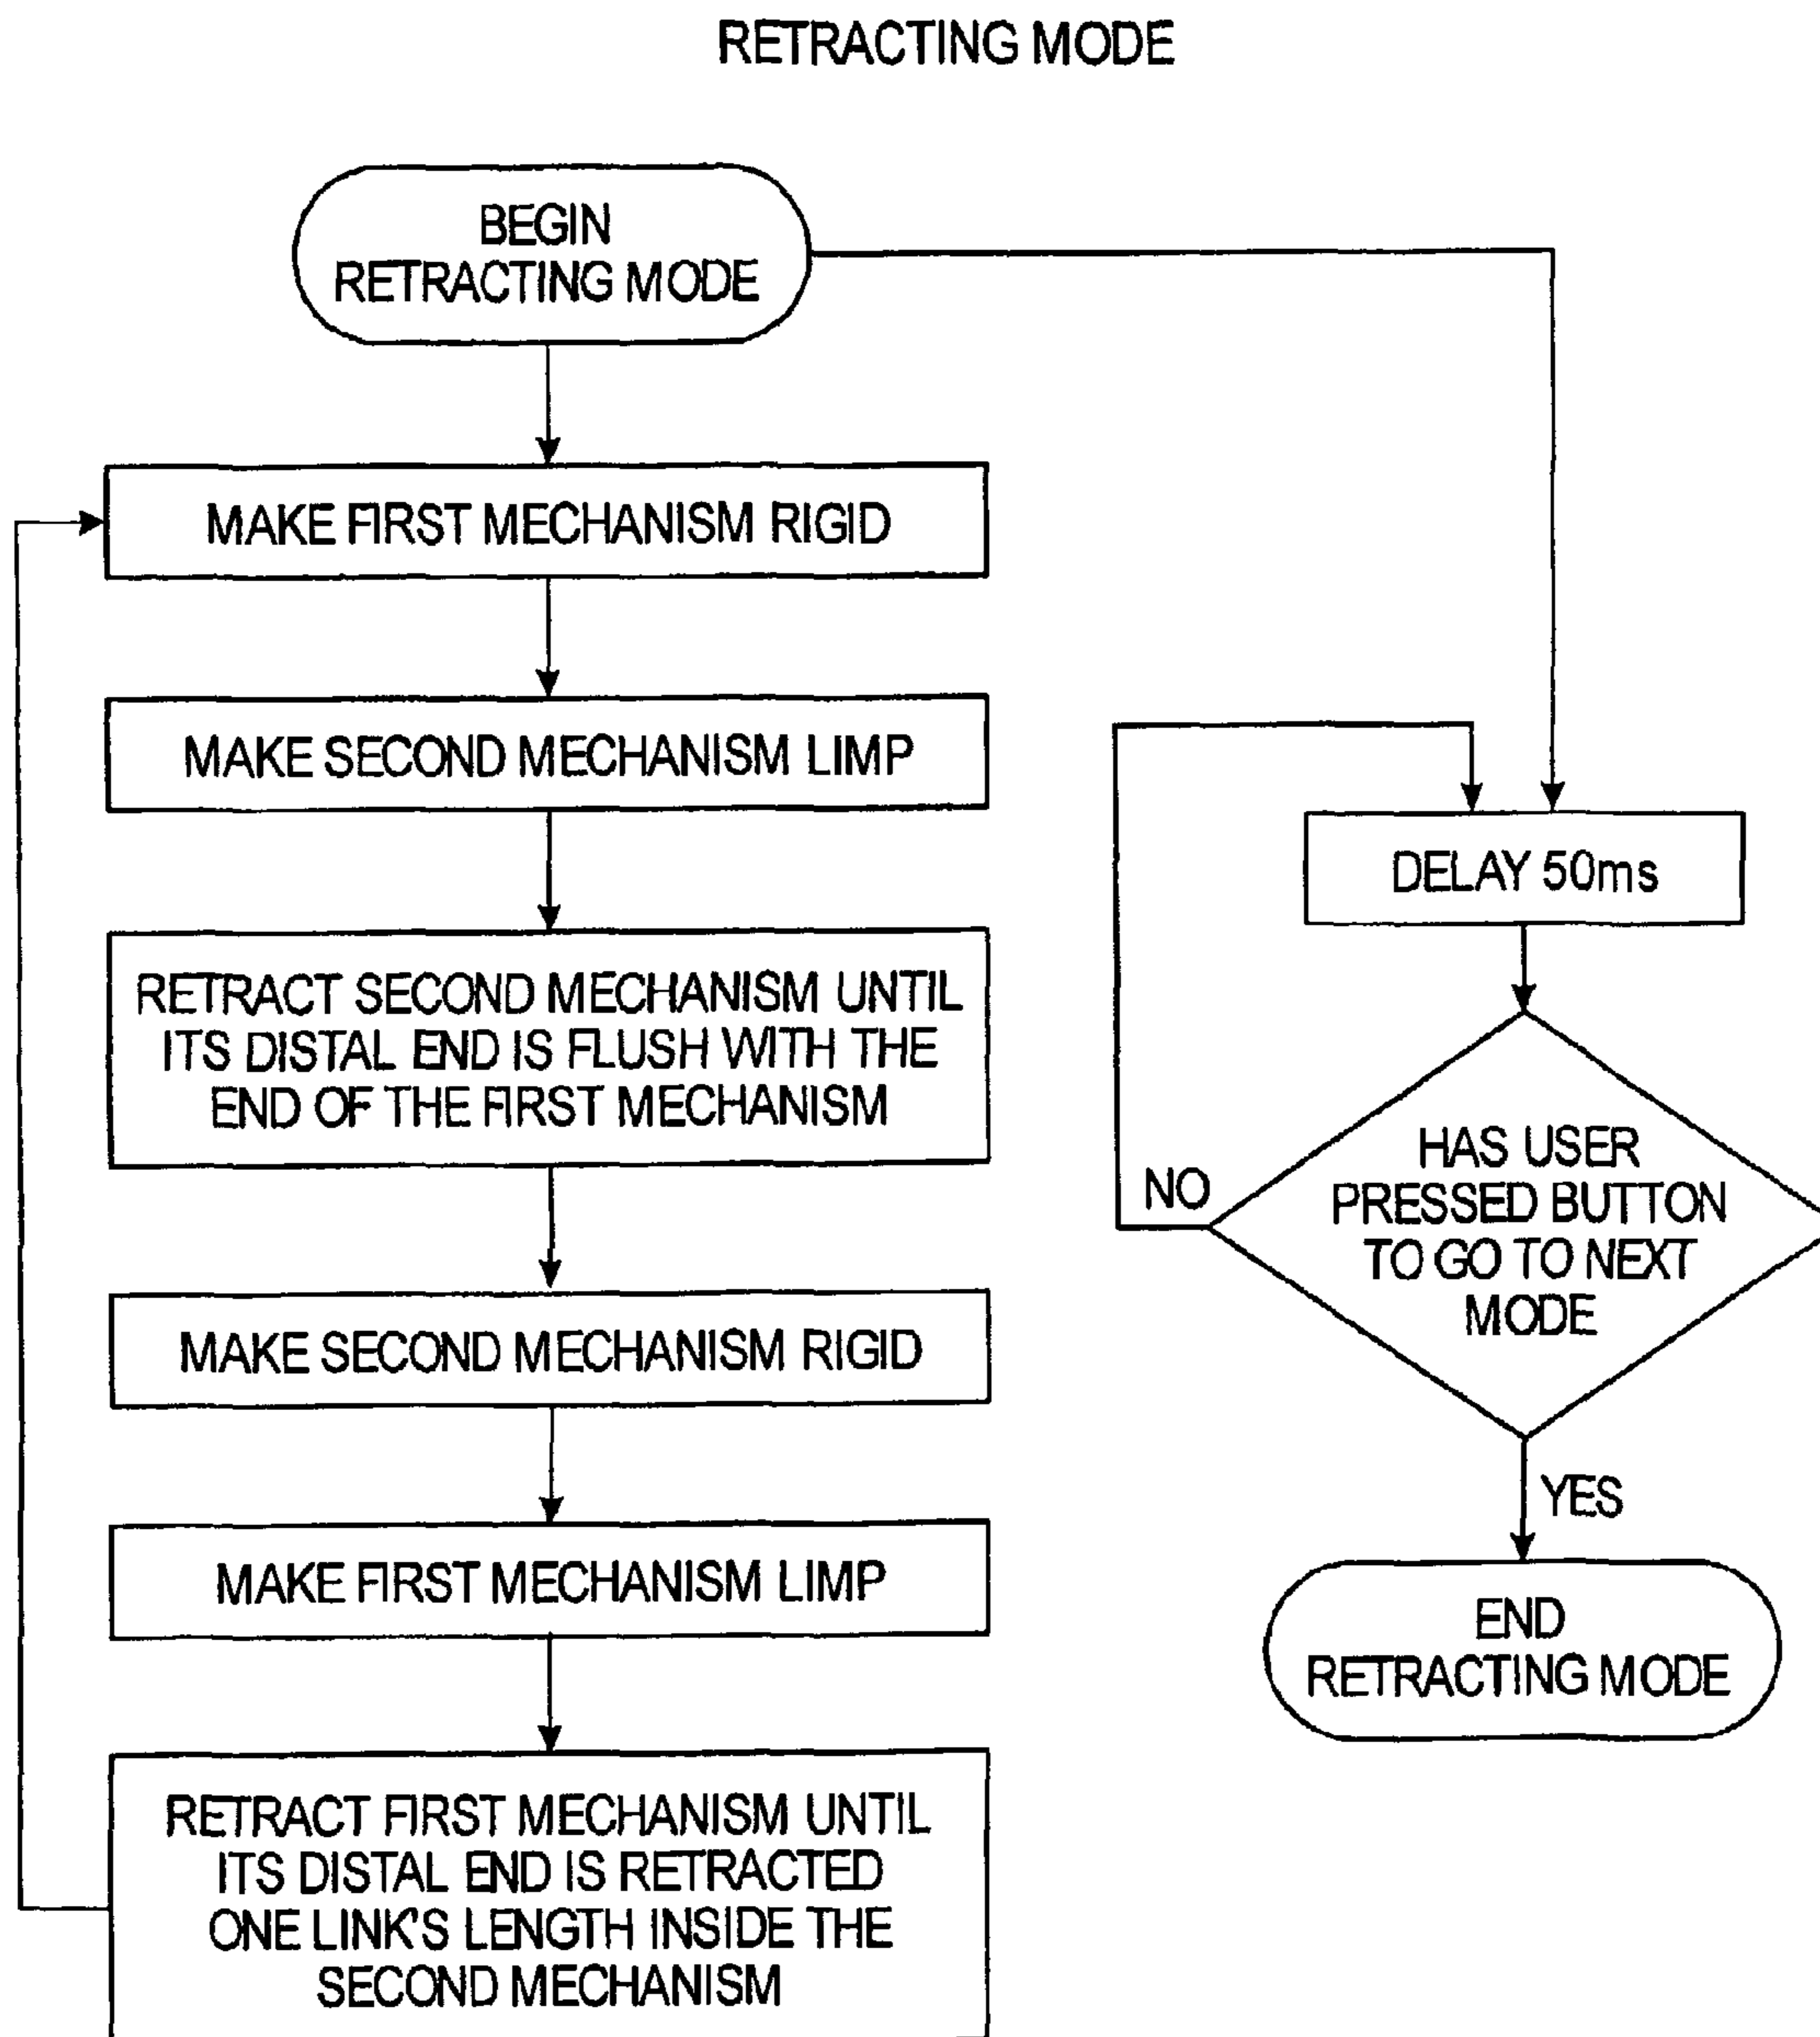 RETRACTING MODE
BEGIN
RETRACTING MODE
MAKE FIRST MECHANISM RIGID
MAKE SECOND MECHANISM LIMP
RETRACT SECOND MECHANISM UNTIL
ITS DISTAL END IS FLUSH WITH THE
END OF THE FIRST MECHANISM
MAKE SECOND MECHANISM RIGID
MAKE FIRST MECHANISM LIMP
RETRACT FIRST MECHANISM UNTIL
ITS DISTAL END IS RETRACTED
ONE LINK'S LENGTH INSIDE THE
SECOND MECHANISM
DELAY 50ms
HAS USER
PRESSED BUTTON
TO GO TO NEXT
MODE
NO
YES
END
RETRACTING MODE